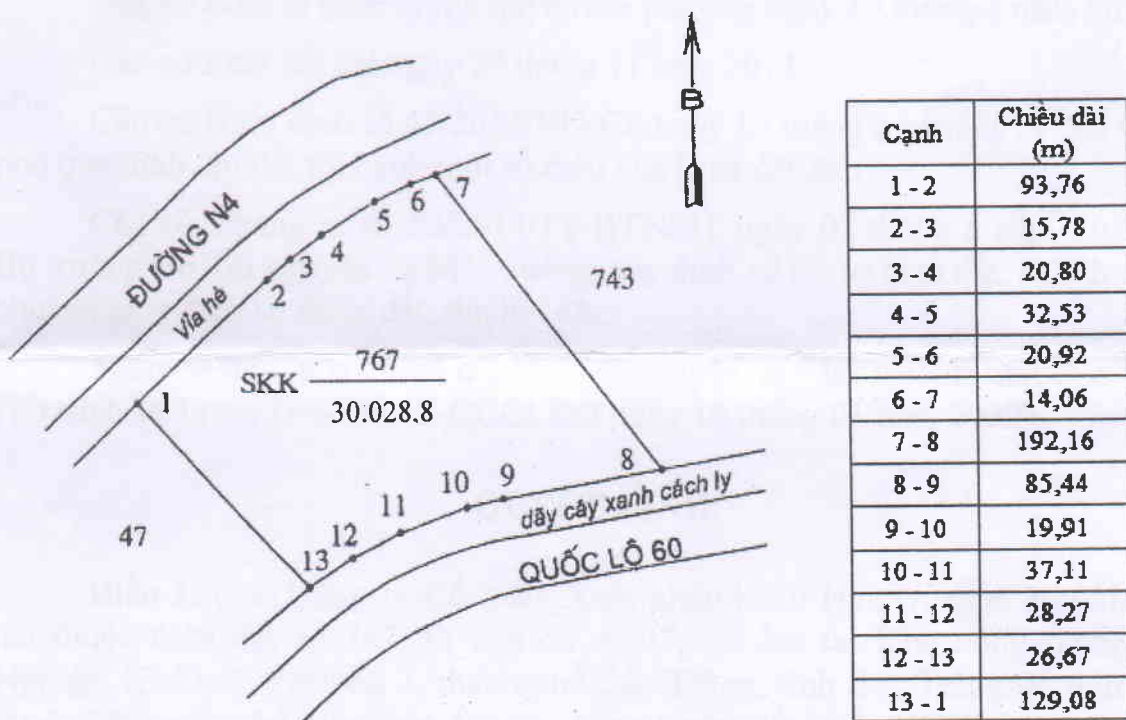 B
ĐƯỜNG N4
Vỉa hè
1
2
3
4
5
6
7
743
SKK 767
30.028.8
47
8
9
10
11
12
13
dãy cây xanh cách ly
QUỐC LỘ 60
Cạnh Chiều dài (m)
1 - 2 93,76
2 - 3 15,78
3 - 4 20,80
4 - 5 32,53
5 - 6 20,92
6 - 7 14,06
7 - 8 192,16
8 - 9 85,44
9 - 10 19,91
10 - 11 37,11
11 - 12 28,27
12 - 13 26,67
13 - 1 129,08